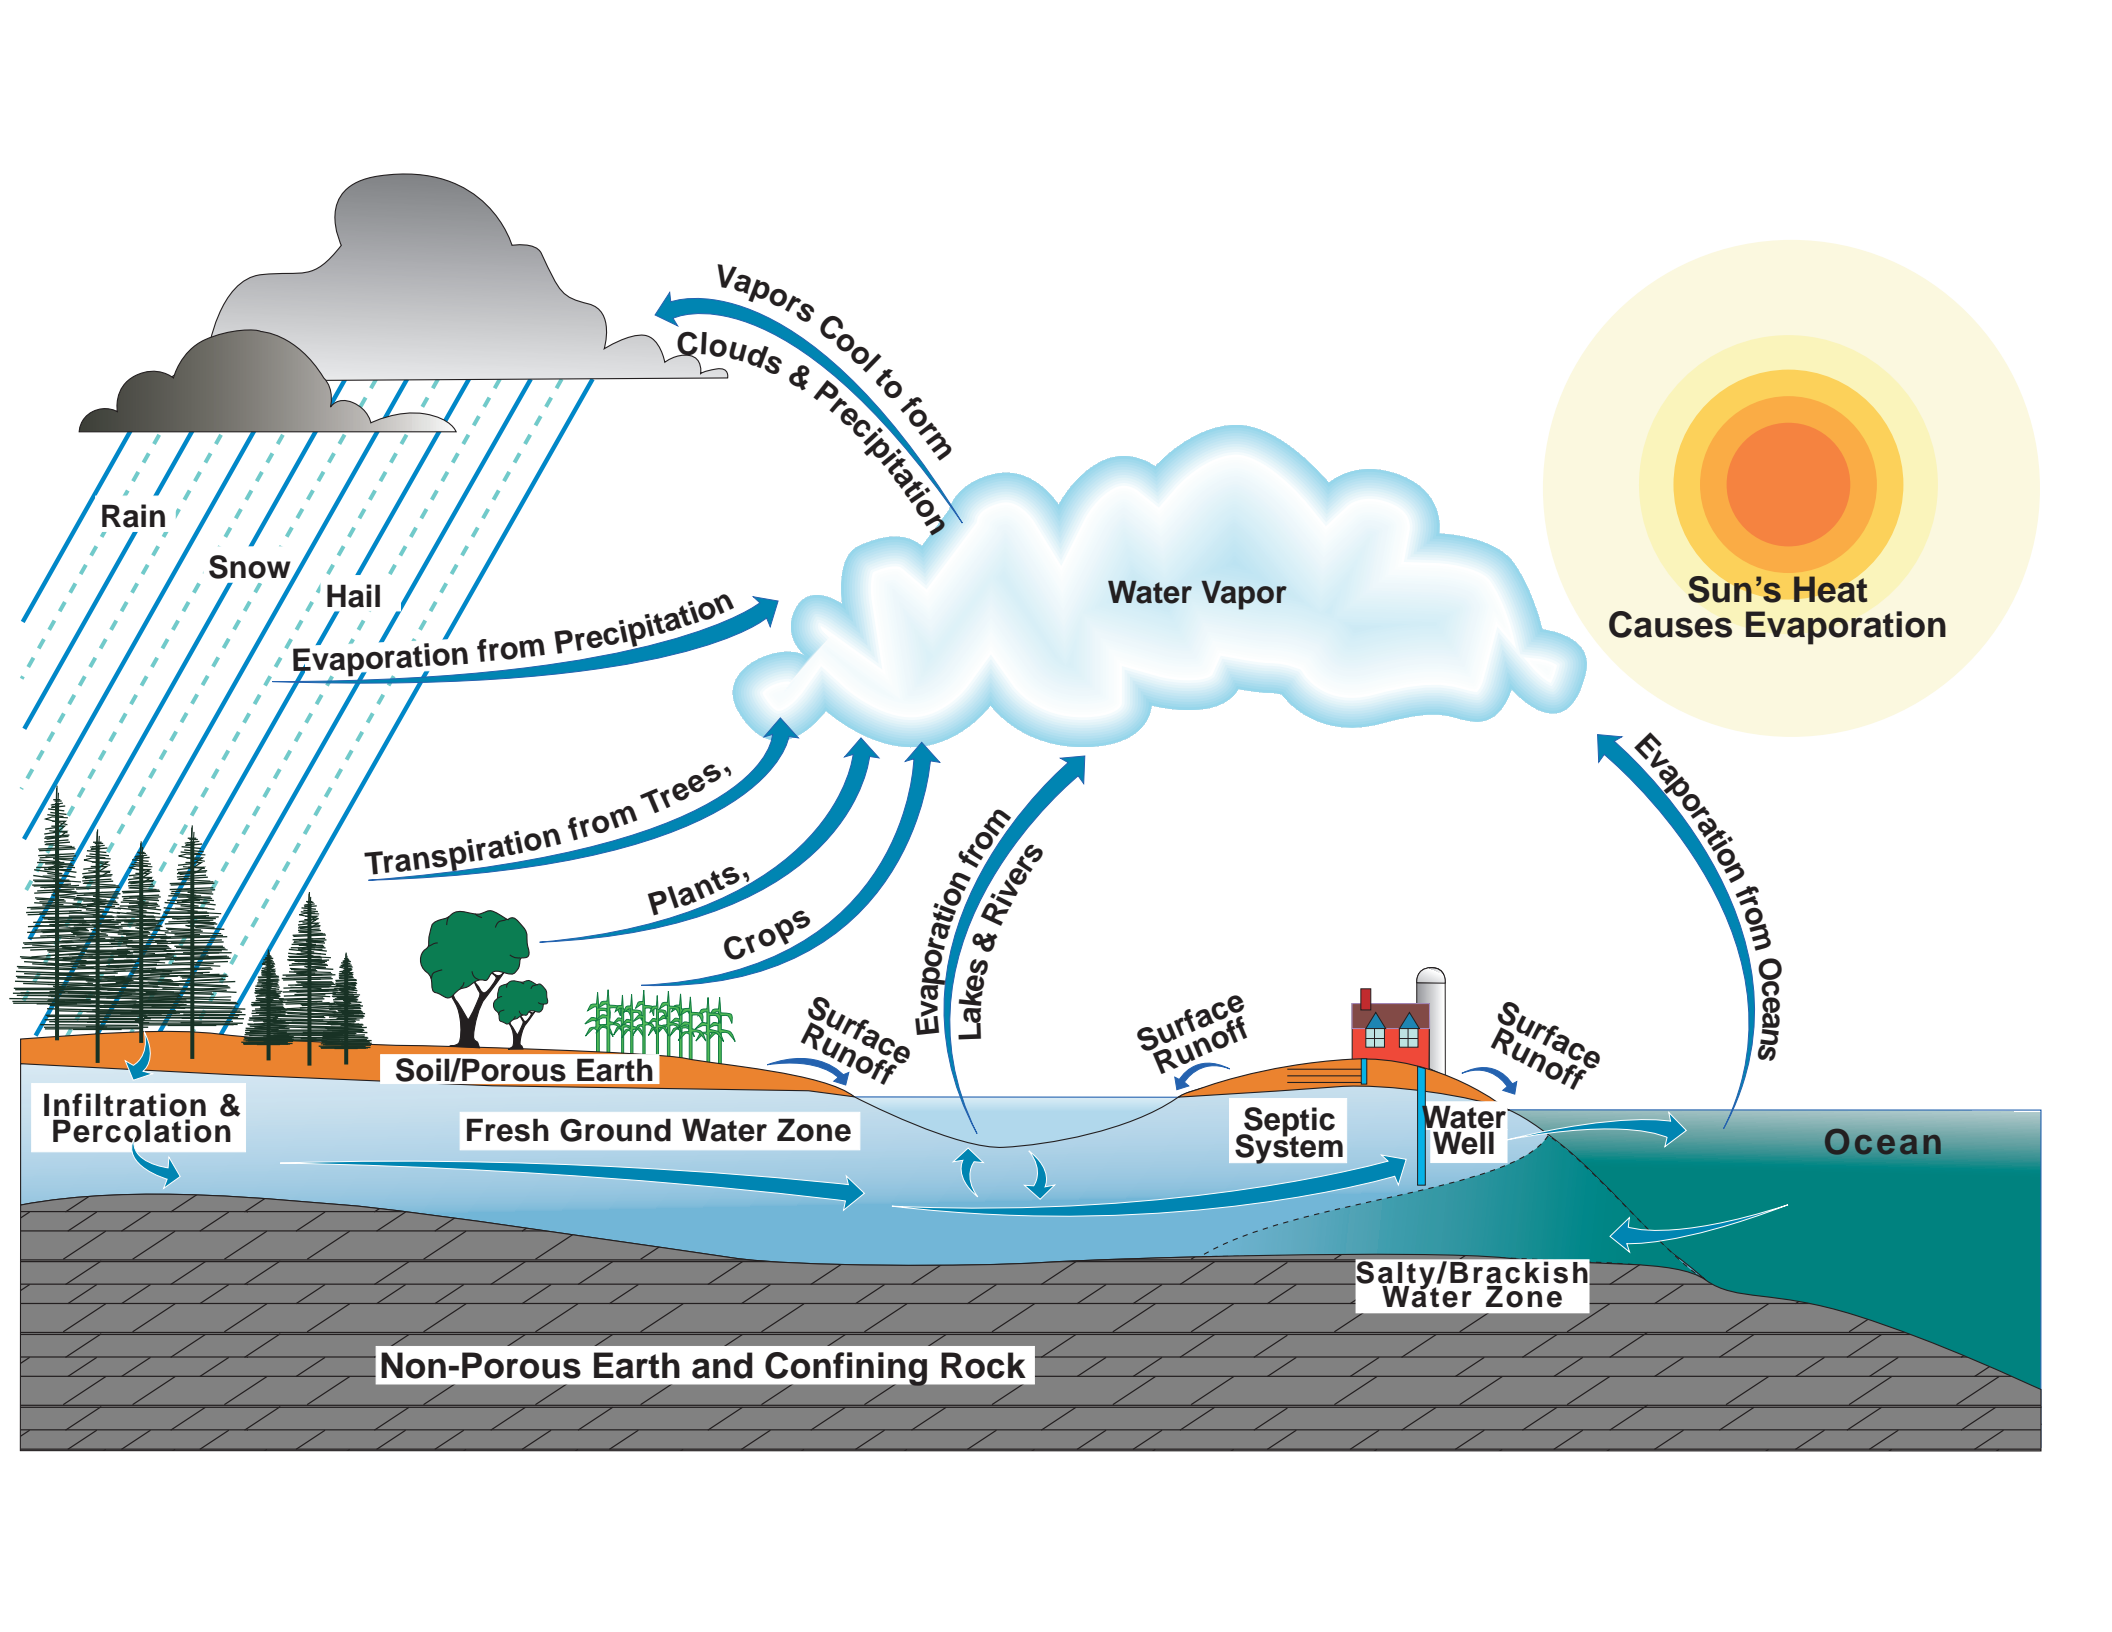 Vapors Cool to form
Clouds & Precipitation
Rain
Snow
Hail
Water Vapor
Sun's Heat
Causes Evaporation
Evaporation from Precipitation
Transpiration from Trees,
Plants,
Crops
Evaporation from
Lakes & Rivers
Evaporation from Oceans
Surface
Runoff
Surface
Runoff
Surface
Runoff
Soil/Porous Earth
Infiltration &
Percolation
Fresh Ground Water Zone
Septic
System
Water
Well
Ocean
Salty/Brackish
Water Zone
Non-Porous Earth and Confining Rock